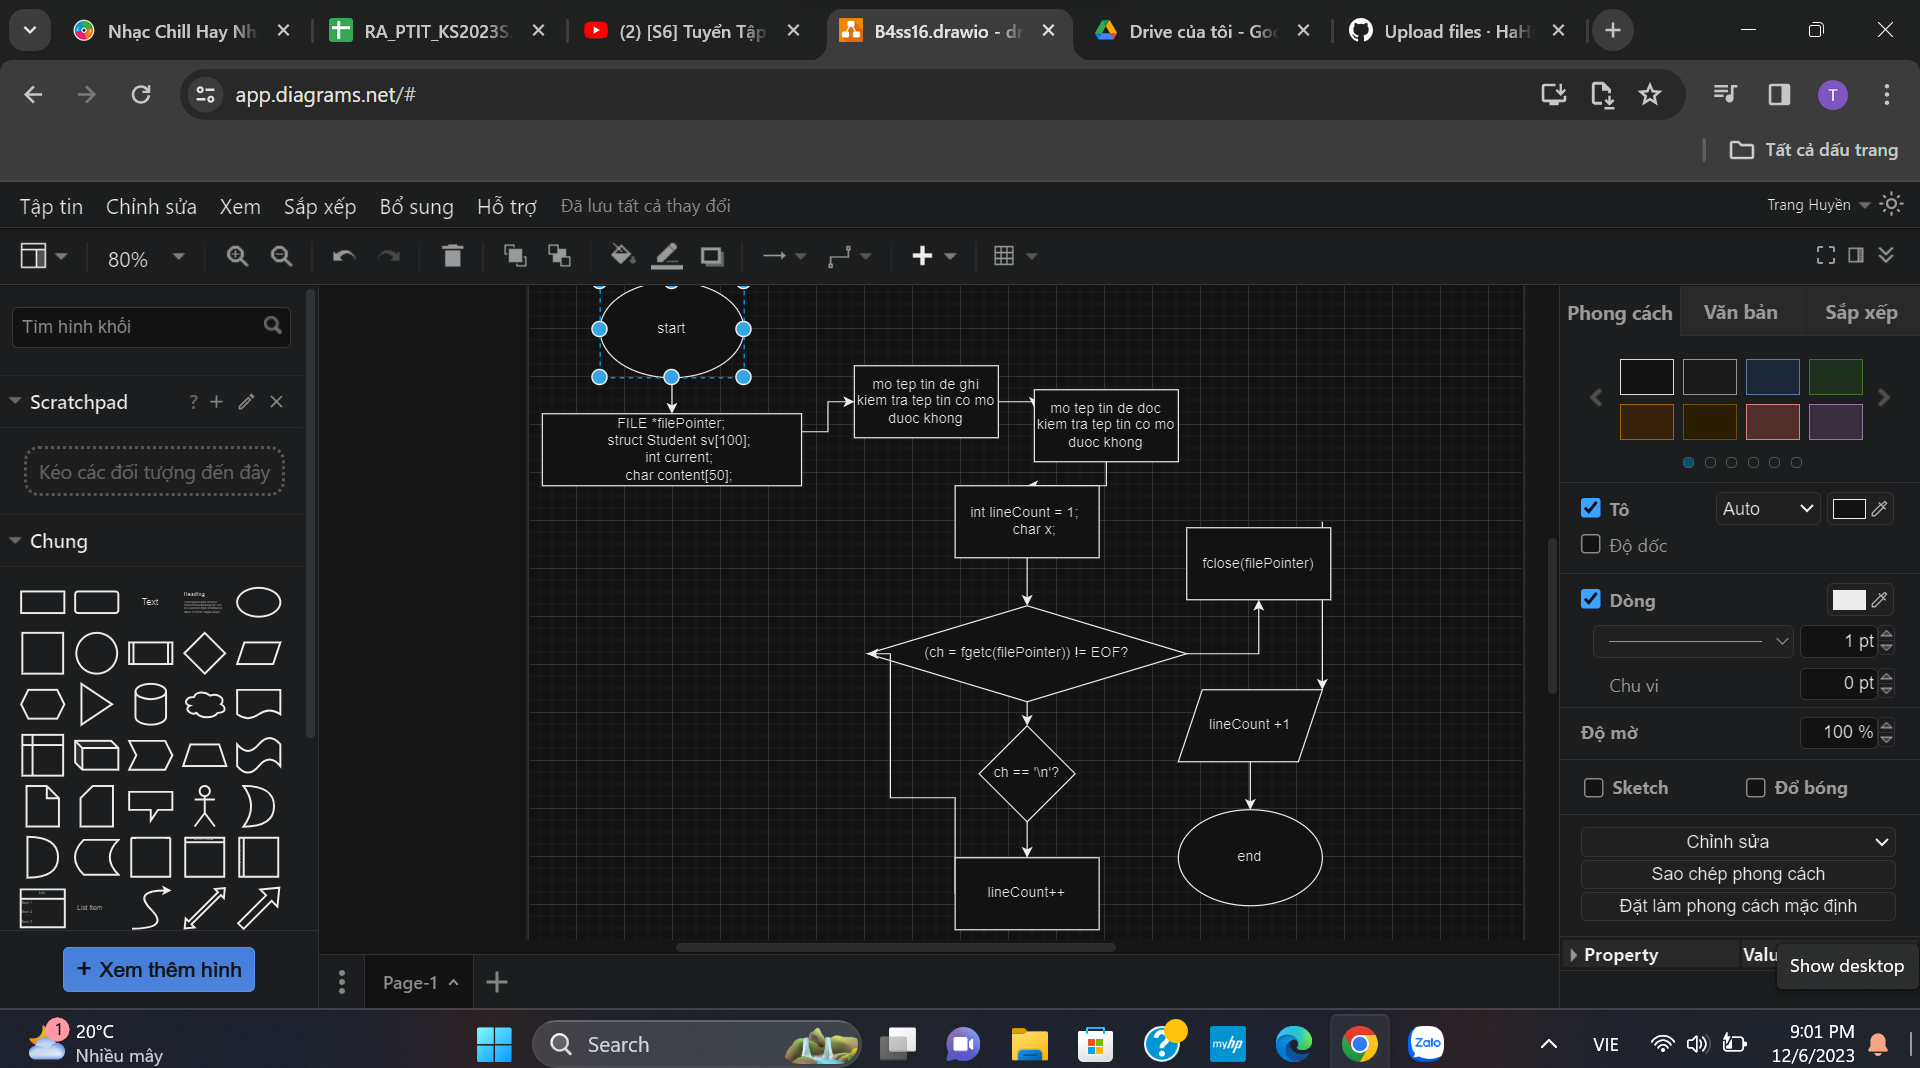 Nhạc Chill Hay Nh
RA_PTIT_KS2023S
(2) [S6] Tuyển Tập
B4ss16.drawio - dr
Drive của tôi - Goo
Upload files · HaH
app.diagrams.net/#
T
Tất cả dấu trang
Tập tin
Chỉnh sửa
Xem
Sắp xếp
Bổ sung
Hỗ trợ
Đã lưu tất cả thay đổi
Trang Huyền
80%
Tìm hình khối
Scratchpad
?
Kéo các đối tượng đến đây
Chung
Text
Heading
List Item
+ Xem thêm hình
start
FILE *filePointer;
struct Student sv[100];
int current;
char content[50];
mo tep tin de ghi
kiem tra tep tin co mo
duoc khong
mo tep tin de doc
kiem tra tep tin co mo
duoc khong
int lineCount = 1;
char x;
fclose(filePointer)
(ch = fgetc(filePointer)) != EOF?
lineCount +1
ch == '\n'?
end
lineCount++
Page-1
Phong cách
Văn bản
Sắp xếp
Tô
Auto
Độ dốc
Dòng
1 pt
Chu vi
0 pt
Độ mờ
100 %
Sketch
Đổ bóng
Chỉnh sửa
Sao chép phong cách
Đặt làm phong cách mặc định
Property
Valu
Show desktop
1
20°C
Nhiều mây
Search
?
myhp
Zalo
VIE
9:01 PM
12/6/2023